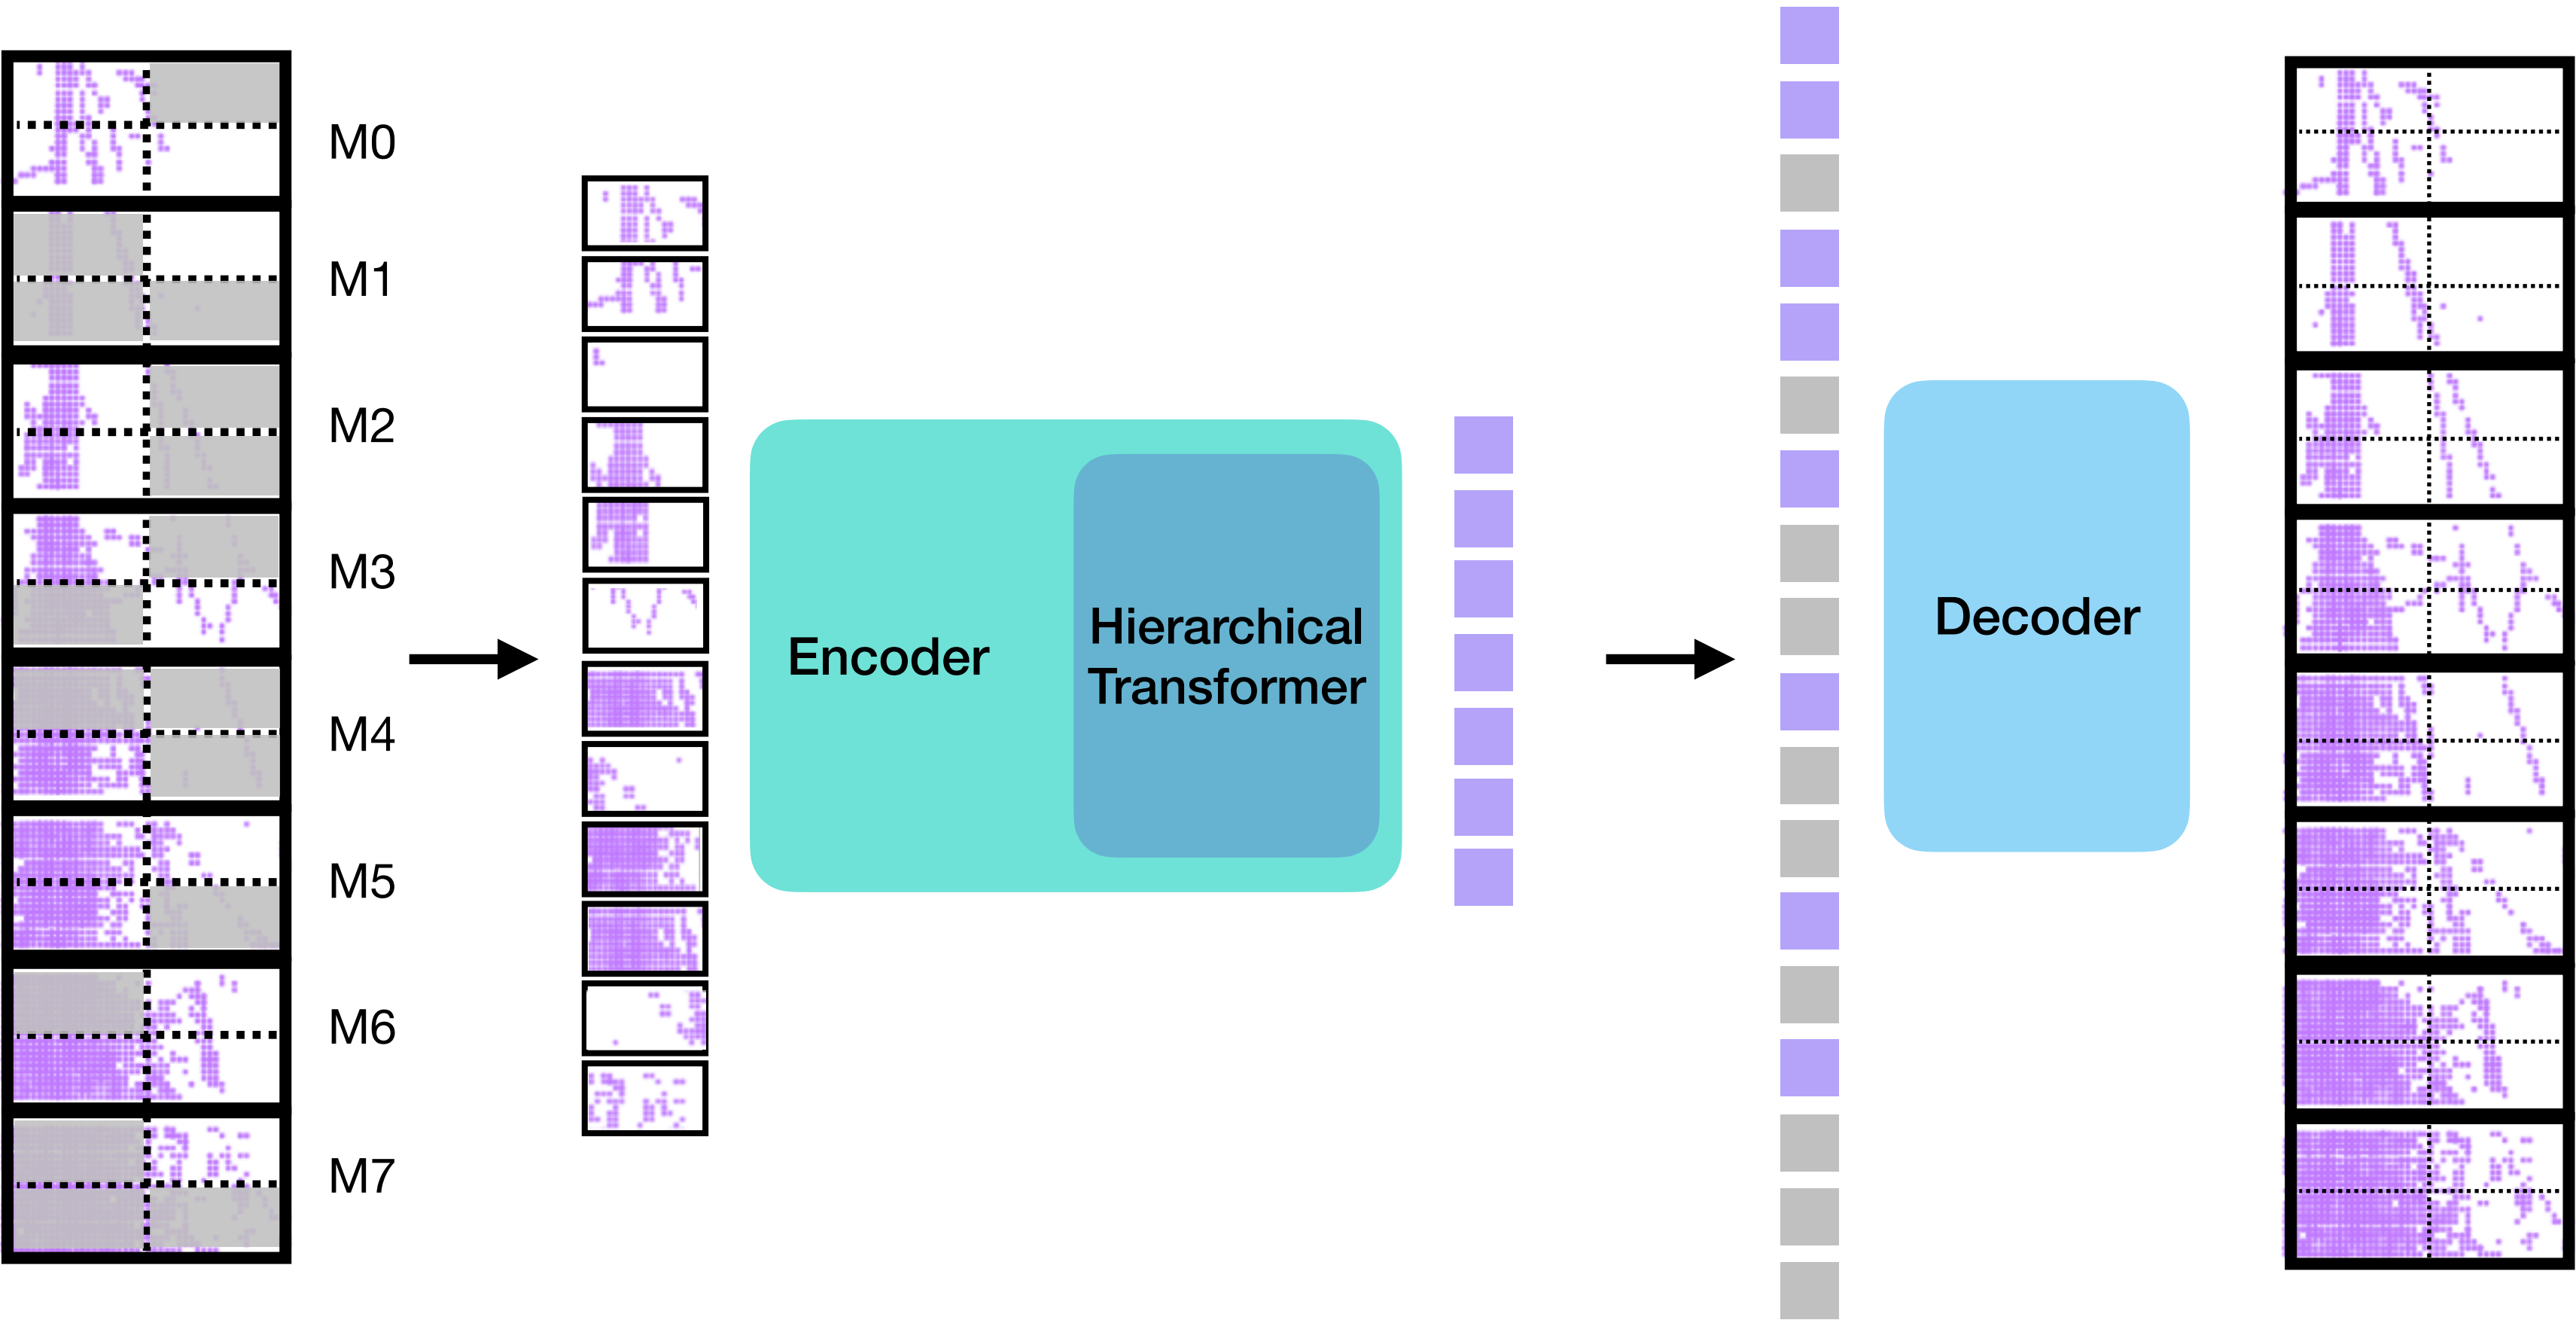 M0
M1
M2
M3
M4
M5
M6
M7
Encoder
Hierarchical
Transformer
Decoder